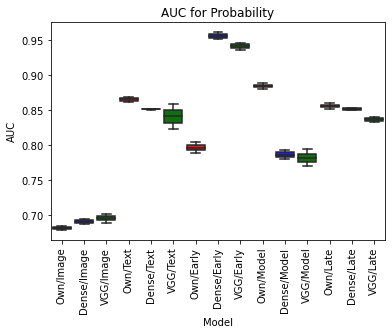 AUC for Probability
AUC
0.95
0.90
0.85
0.80
0.75
0.70
Own/Image
Dense/Image
VGG/Image
Own/Text
Dense/Text
VGG/Text
Own/Early
Dense/Early
VGG/Early
Own/Model
Dense/Model
VGG/Model
Own/Late
Dense/Late
VGG/Late
Model